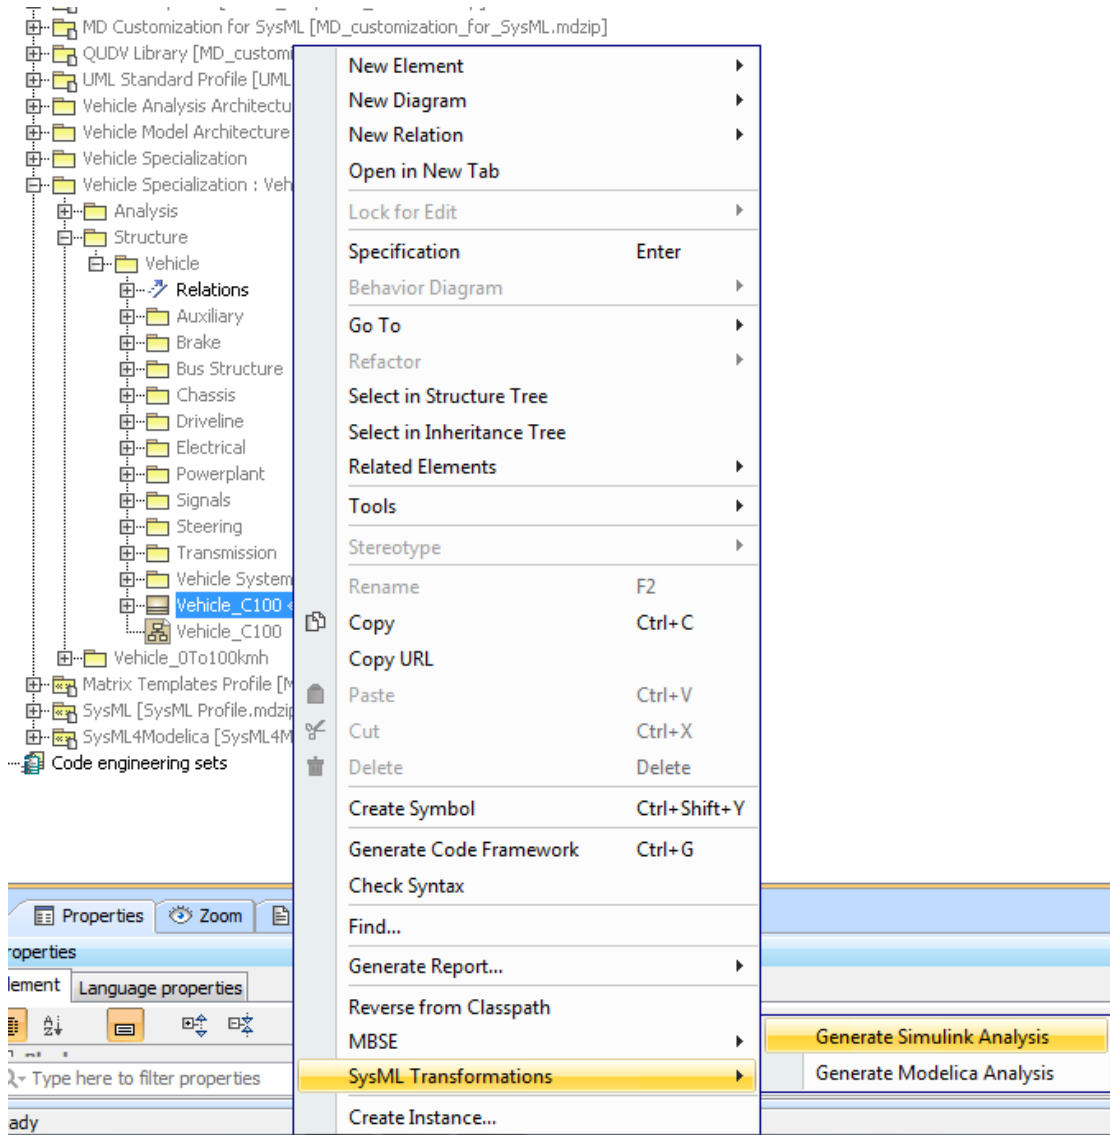 MD Customization for SysML [MD_customization_for_SysML.mdzip]
QUDV Library [MD_customi
UML Standard Profile [UML
Vehicle Analysis Architectu
Vehicle Model Architecture
Vehicle Specialization
Vehicle Specialization : Veh
Analysis
Structure
Vehicle
Relations
Auxiliary
Brake
Bus Structure
Chassis
Driveline
Electrical
Powerplant
Signals
Steering
Transmission
Vehicle System
Vehicle_C100 «
Vehicle_C100
Vehicle_0To100kmh
Matrix Templates Profile [M
SysML [SysML Profile.mdzip
SysML4Modelica [SysML4M
Code engineering sets
New Element
New Diagram
New Relation
Open in New Tab
Lock for Edit
Specification Enter
Behavior Diagram
Go To
Refactor
Select in Structure Tree
Select in Inheritance Tree
Related Elements
Tools
Stereotype
Rename F2
Copy Ctrl+C
Copy URL
Paste Ctrl+V
Cut Ctrl+X
Delete Delete
Create Symbol Ctrl+Shift+Y
Generate Code Framework Ctrl+G
Check Syntax
Find...
Generate Report...
Reverse from Classpath
MBSE
SysML Transformations
Create Instance...
Generate Simulink Analysis
Generate Modelica Analysis
Properties Zoom
roperties
lement Language properties
Type here to filter properties
ady